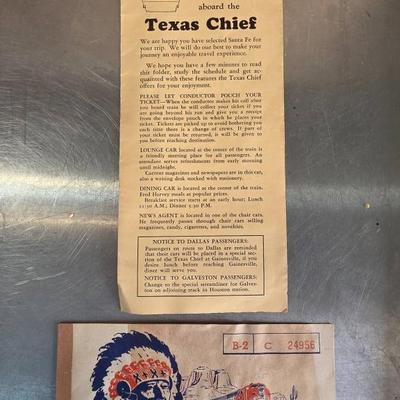 aboard the
Texas Chief
We are happy you have selected Santa Fe for
your trip. We will do our best to make your
journey an enjoyable travel experience.
We hope you have a few minutes to read
this folder, study the schedule and get ac-
quainted with these features the Texas Chief
offers for your enjoyment.
PLEASE LET CONDUCTOR POUCH YOUR
TICKET—When the conductor makes his call after
you board train he will collect your ticket if you
are going beyond his run and give you a receipt
from the envelope pouch in which he places your
ticket. Tickets are picked up to avoid bothering you
each time there is a change of crews. If part of
your ticket must be returned, it will be given to
you before reaching destination.
LOUNGE CAR located at the center of the train is
a friendly meeting place for all passengers. An
attendant serves refreshments from early morning
until midnight.
Current magazines and newspapers are in this car,
also a writing desk stocked with stationery.
DINING CAR is located at the center of the train.
Fred Harvey meals at popular prices.
Breakfast service starts at an early hour; Lunch
11:30 A.M.; Dinner 5:30 P.M.
NEWS AGENT is located in one of the chair cars.
He frequently passes through chair cars selling
magazines, candy, cigarettes, and novelties.
NOTICE TO DALLAS PASSENGERS:
Passengers en route to Dallas are reminded
that their cars will be placed in a special sec-
tion of the Texas Chief at Gainesville, if you
desire lunch before reaching Gainesville,
diner will serve you.
NOTICE TO GALVESTON PASSENGERS:
Change to the special streamliner for Galves-
ton on adjoining track in Houston station.
B-2 C 24956